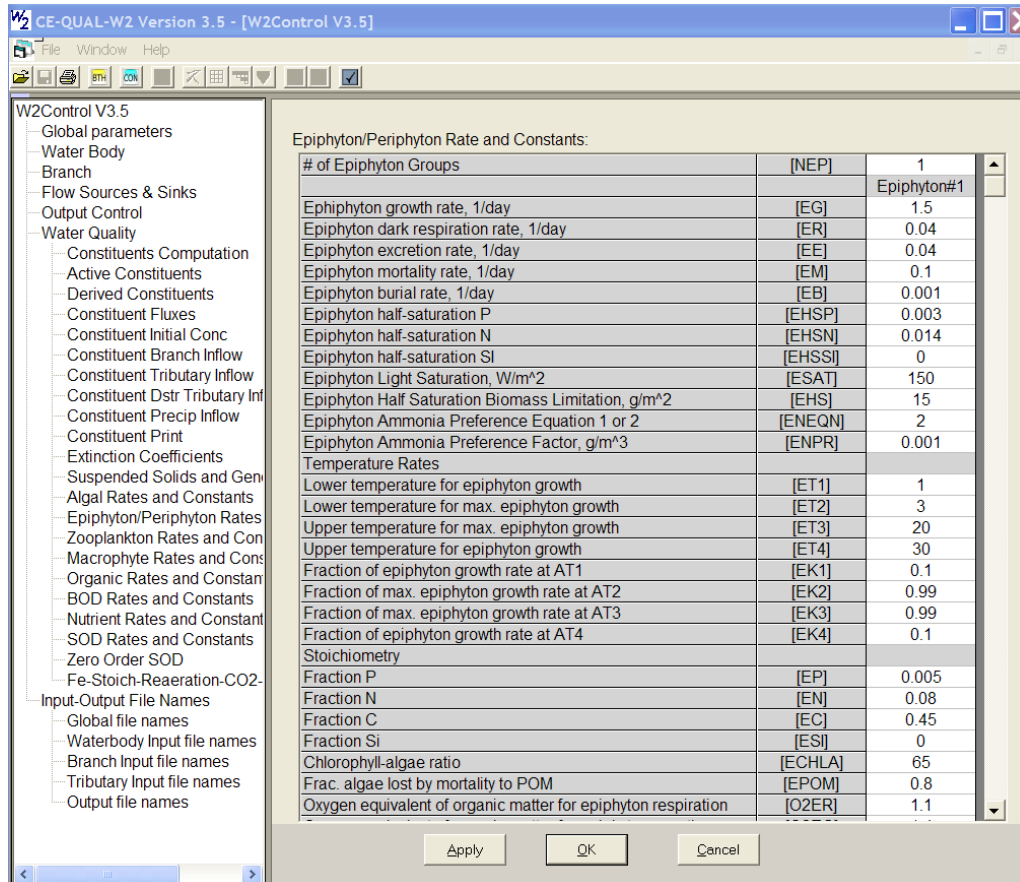 CE-QUAL-W2 Version 3.5 - [W2Control V3.5]
File Window Help
BTH CON
W2Control V3.5
Global parameters
Water Body
Branch
Flow Sources & Sinks
Output Control
Water Quality
Constituents Computation
Active Constituents
Derived Constituents
Constituent Fluxes
Constituent Initial Conc
Constituent Branch Inflow
Constituent Tributary Inflow
Constituent Dstr Tributary Inf
Constituent Precip Inflow
Constituent Print
Extinction Coefficients
Suspended Solids and Gen
Algal Rates and Constants
Epiphyton/Periphyton Rates
Zooplankton Rates and Con
Macrophyte Rates and Cons
Organic Rates and Constan
BOD Rates and Constants
Nutrient Rates and Constant
SOD Rates and Constants
Zero Order SOD
Fe-Stoich-Reaeration-CO2-
Input-Output File Names
Global file names
Waterbody Input file names
Branch Input file names
Tributary Input file names
Output file names
Epiphyton/Periphyton Rate and Constants:
# of Epiphyton Groups [NEP] 1
Epiphyton#1
Ephiphyton growth rate, 1/day [EG] 1.5
Epiphyton dark respiration rate, 1/day [ER] 0.04
Epiphyton excretion rate, 1/day [EE] 0.04
Epiphyton mortality rate, 1/day [EM] 0.1
Epiphyton burial rate, 1/day [EB] 0.001
Epiphyton half-saturation P [EHSP] 0.003
Epiphyton half-saturation N [EHSN] 0.014
Epiphyton half-saturation SI [EHSSI] 0
Epiphyton Light Saturation, W/m^2 [ESAT] 150
Epiphyton Half Saturation Biomass Limitation, g/m^2 [EHS] 15
Epiphyton Ammonia Preference Equation 1 or 2 [ENEQN] 2
Epiphyton Ammonia Preference Factor, g/m^3 [ENPR] 0.001
Temperature Rates
Lower temperature for epiphyton growth [ET1] 1
Lower temperature for max. epiphyton growth [ET2] 3
Upper temperature for max. epiphyton growth [ET3] 20
Upper temperature for epiphyton growth [ET4] 30
Fraction of epiphyton growth rate at AT1 [EK1] 0.1
Fraction of max. epiphyton growth rate at AT2 [EK2] 0.99
Fraction of max. epiphyton growth rate at AT3 [EK3] 0.99
Fraction of epiphyton growth rate at AT4 [EK4] 0.1
Stoichiometry
Fraction P [EP] 0.005
Fraction N [EN] 0.08
Fraction C [EC] 0.45
Fraction Si [ESI] 0
Chlorophyll-algae ratio [ECHLA] 65
Frac. algae lost by mortality to POM [EPOM] 0.8
Oxygen equivalent of organic matter for epiphyton respiration [O2ER] 1.1
Apply OK Cancel